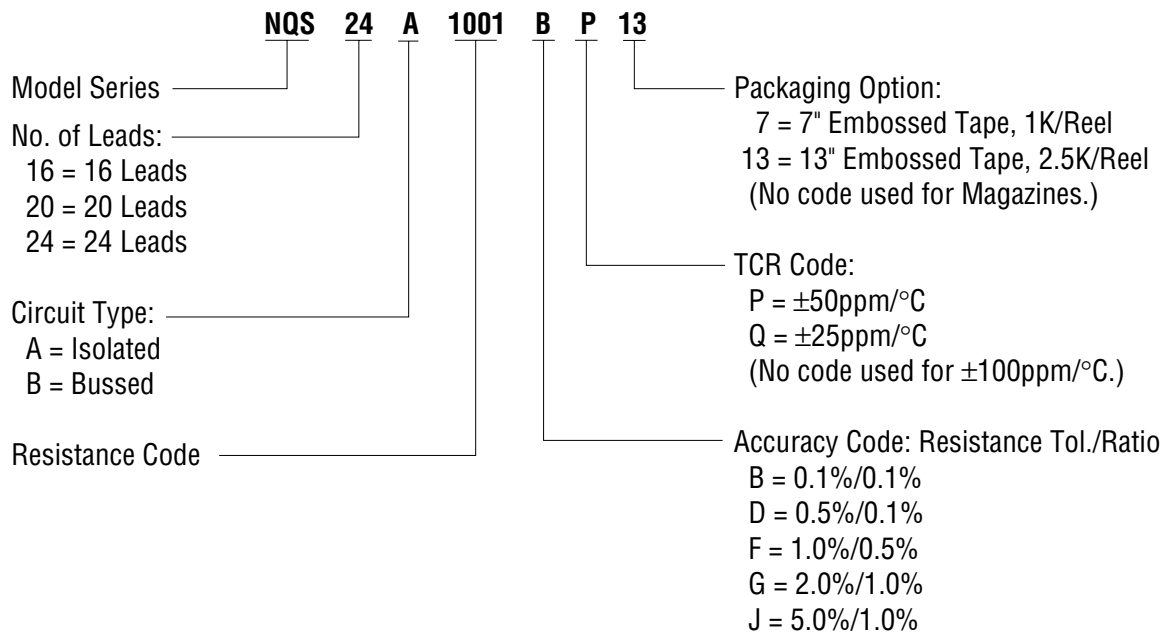 NQS 24 A 1001 B P 13
Model Series
No. of Leads:
16 = 16 Leads
20 = 20 Leads
24 = 24 Leads
Circuit Type:
A = Isolated
B = Bussed
Resistance Code
Packaging Option:
7 = 7" Embossed Tape, 1K/Reel
13 = 13" Embossed Tape, 2.5K/Reel
(No code used for Magazines.)
TCR Code:
P = ±50ppm/°C
Q = ±25ppm/°C
(No code used for ±100ppm/°C.)
Accuracy Code: Resistance Tol./Ratio
B = 0.1%/0.1%
D = 0.5%/0.1%
F = 1.0%/0.5%
G = 2.0%/1.0%
J = 5.0%/1.0%